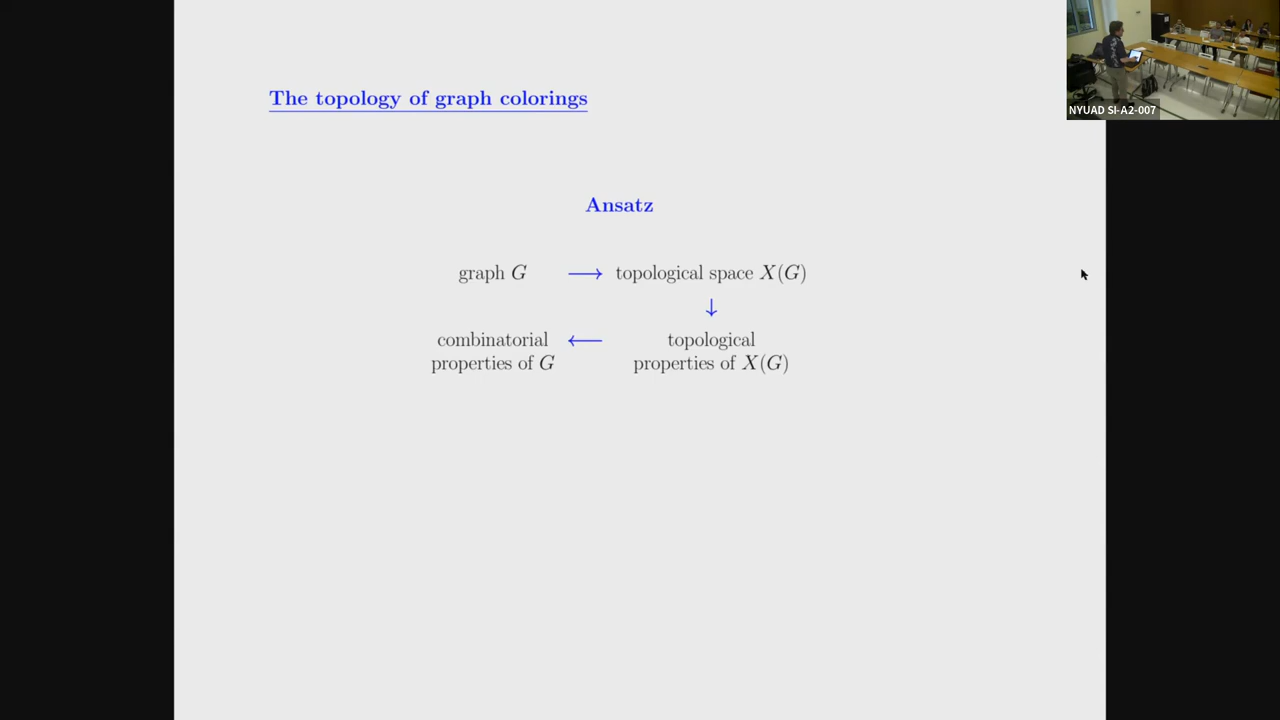 NYUAD SI-A2-007
The topology of graph colorings
Ansatz
graph G → topological space X(G)
↓
combinatorial ← topological
properties of G properties of X(G)